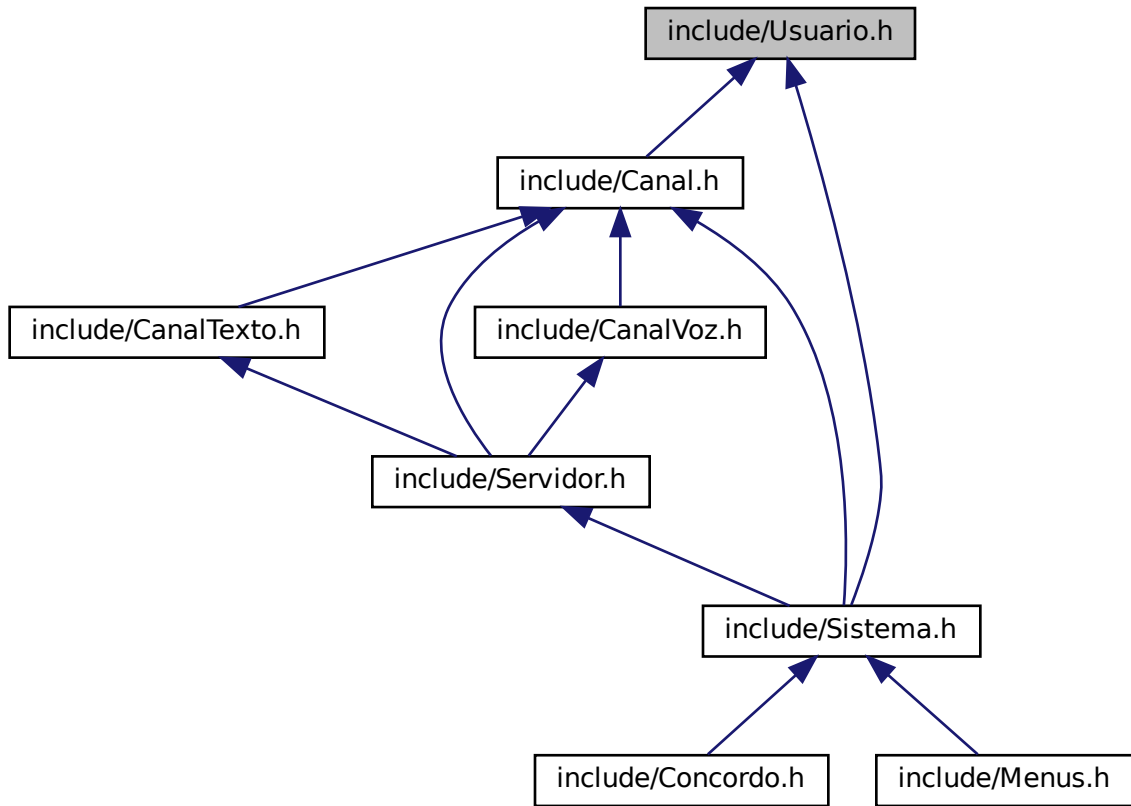 include/Usuario.h
include/Canal.h
include/CanalTexto.h
include/CanalVoz.h
include/Servidor.h
include/Sistema.h
include/Concordo.h
include/Menus.h